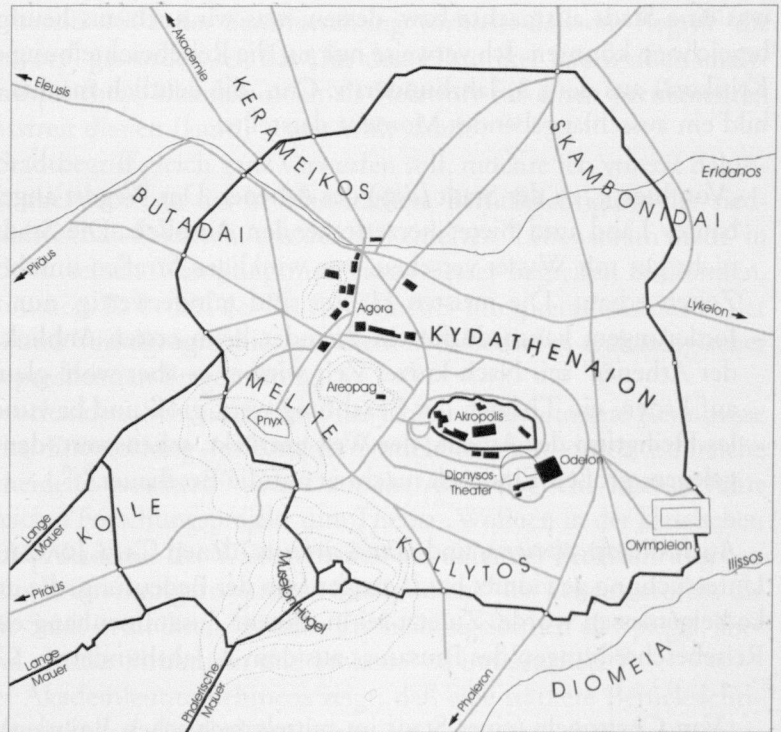 Akademie
Eleusis
KERAMEIKOS
SKAMBONIDAI
Eridanos
BUTADAI
Piräus
Lykeion
Agora
KYDATHENAION
MELITE
Areopag
Pnyx
Akropolis
Odeion
Dionysos-
Theater
KOILE
Lange
Mauer
Olympieion
Ilissos
KOLLYTOS
Museion-Hügel
Piräus
Lange
Mauer
Phalerische
Mauer
Phaleron
DIOMEIA